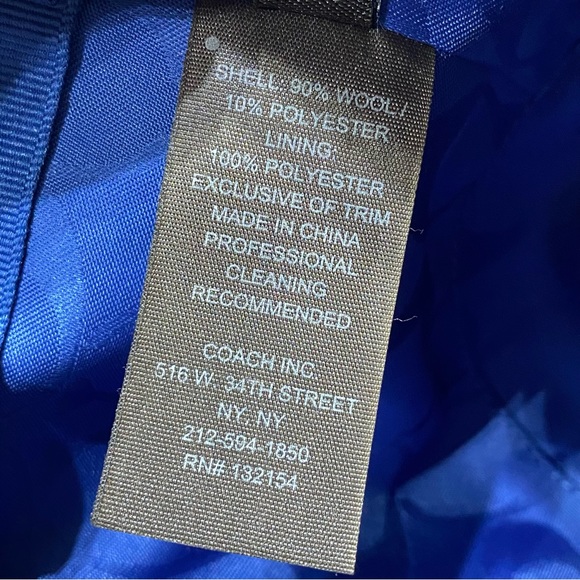 SHELL: 90% WOOL /
10% POLYESTER
LINING:
100% POLYESTER
EXCLUSIVE OF TRIM
MADE IN CHINA
PROFESSIONAL
CLEANING
RECOMMENDED
COACH INC.
516 W. 34TH STREET
NY, NY
212-594-1850
RN# 132154